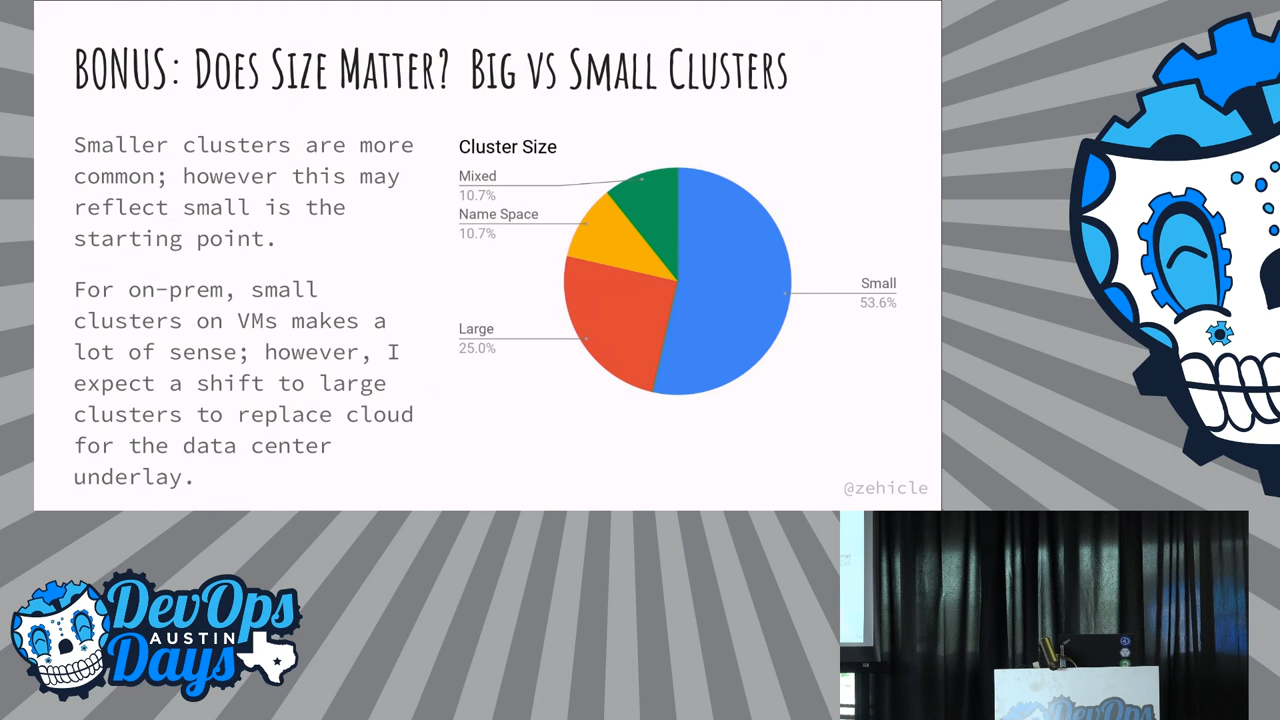 BONUS: Does Size Matter? Big vs Small Clusters
Smaller clusters are more
common; however this may
reflect small is the
starting point.
For on-prem, small
clusters on VMs makes a
lot of sense; however, I
expect a shift to large
clusters to replace cloud
for the data center
underlay.
Cluster Size
Mixed
10.7%
Name Space
10.7%
Large
25.0%
Small
53.6%
@zehicle
DevOps
AUSTIN
Days
DevOps